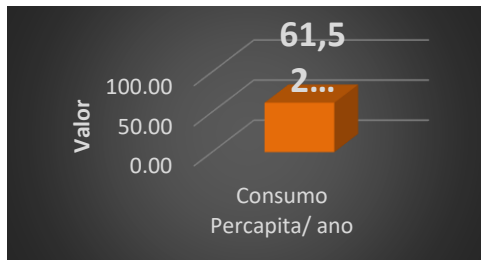 61,5
2...
100.00
50.00
0.00
Valor
Consumo
Percapita/ ano